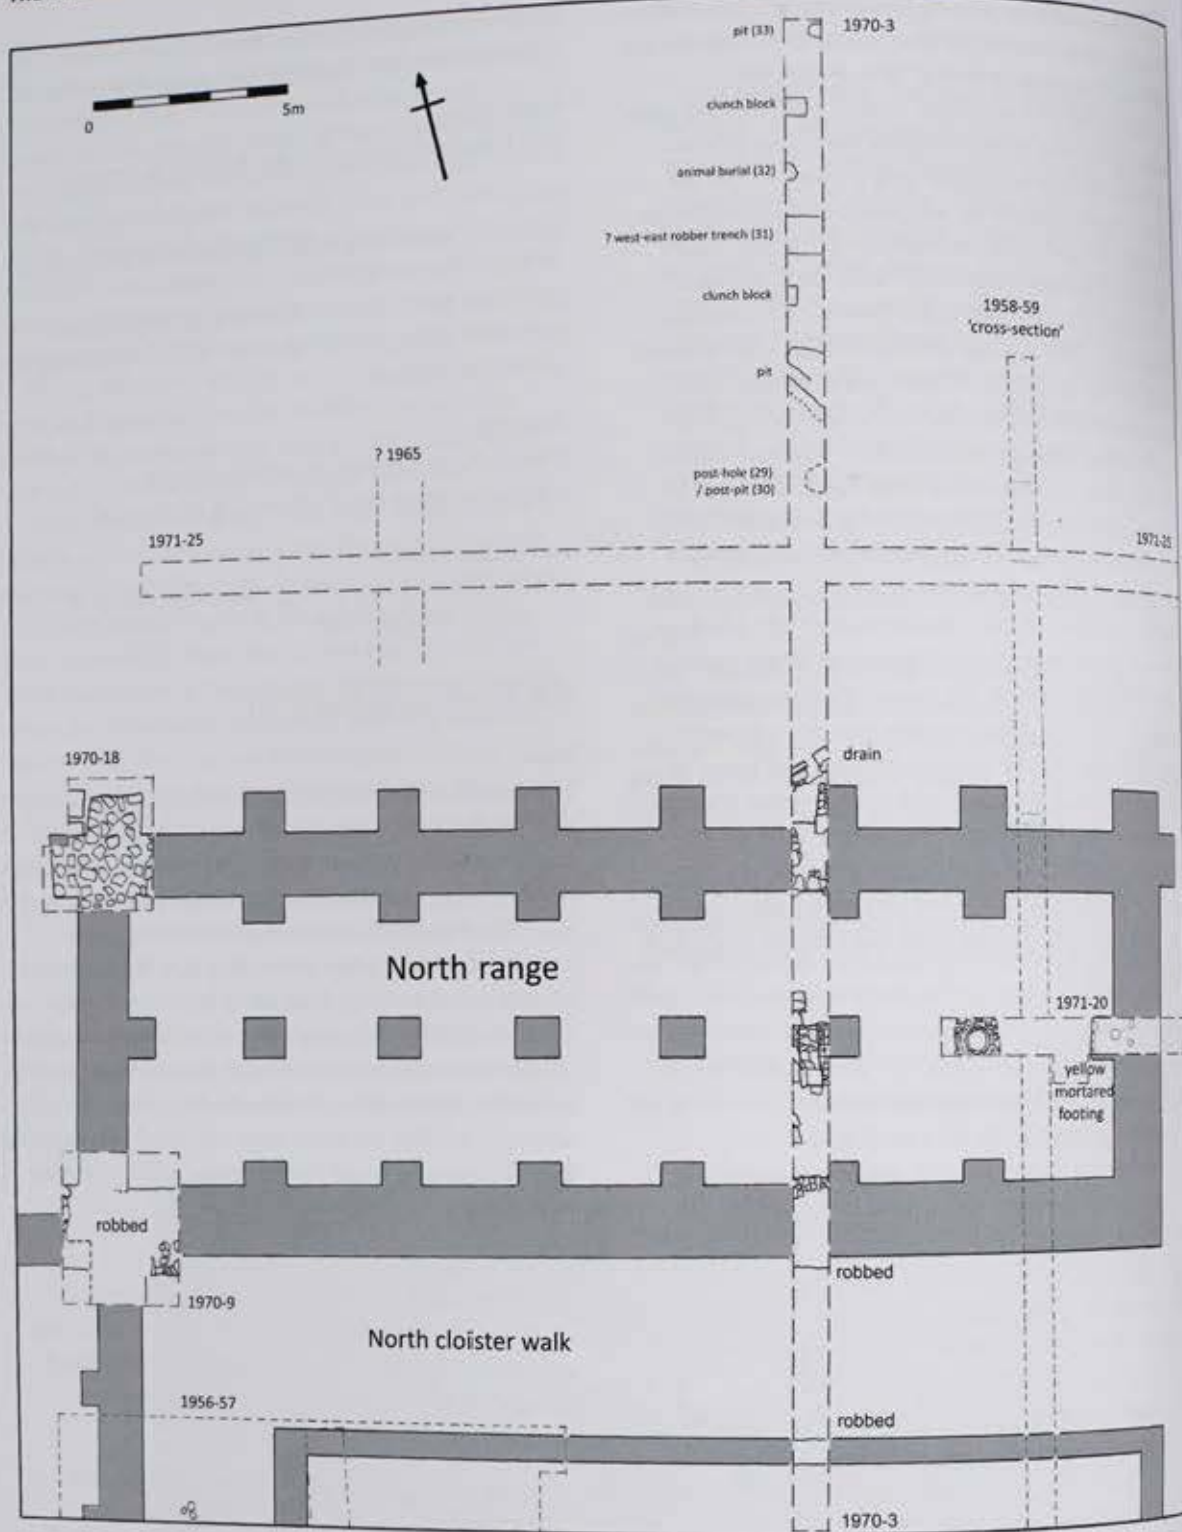 pit (33)
1970-3
clunch block
0
5m
animal burial (32)
? west-east robber trench (31)
clunch block
1958-59
'cross-section'
pit
? 1965
post-hole (29)
/ post-pit (30)
1971-25
1971-25
1970-18
drain
North range
1971-20
yellow
mortared
footing
robbed
robbed
1970-9
North cloister walk
1956-57
robbed
1970-3